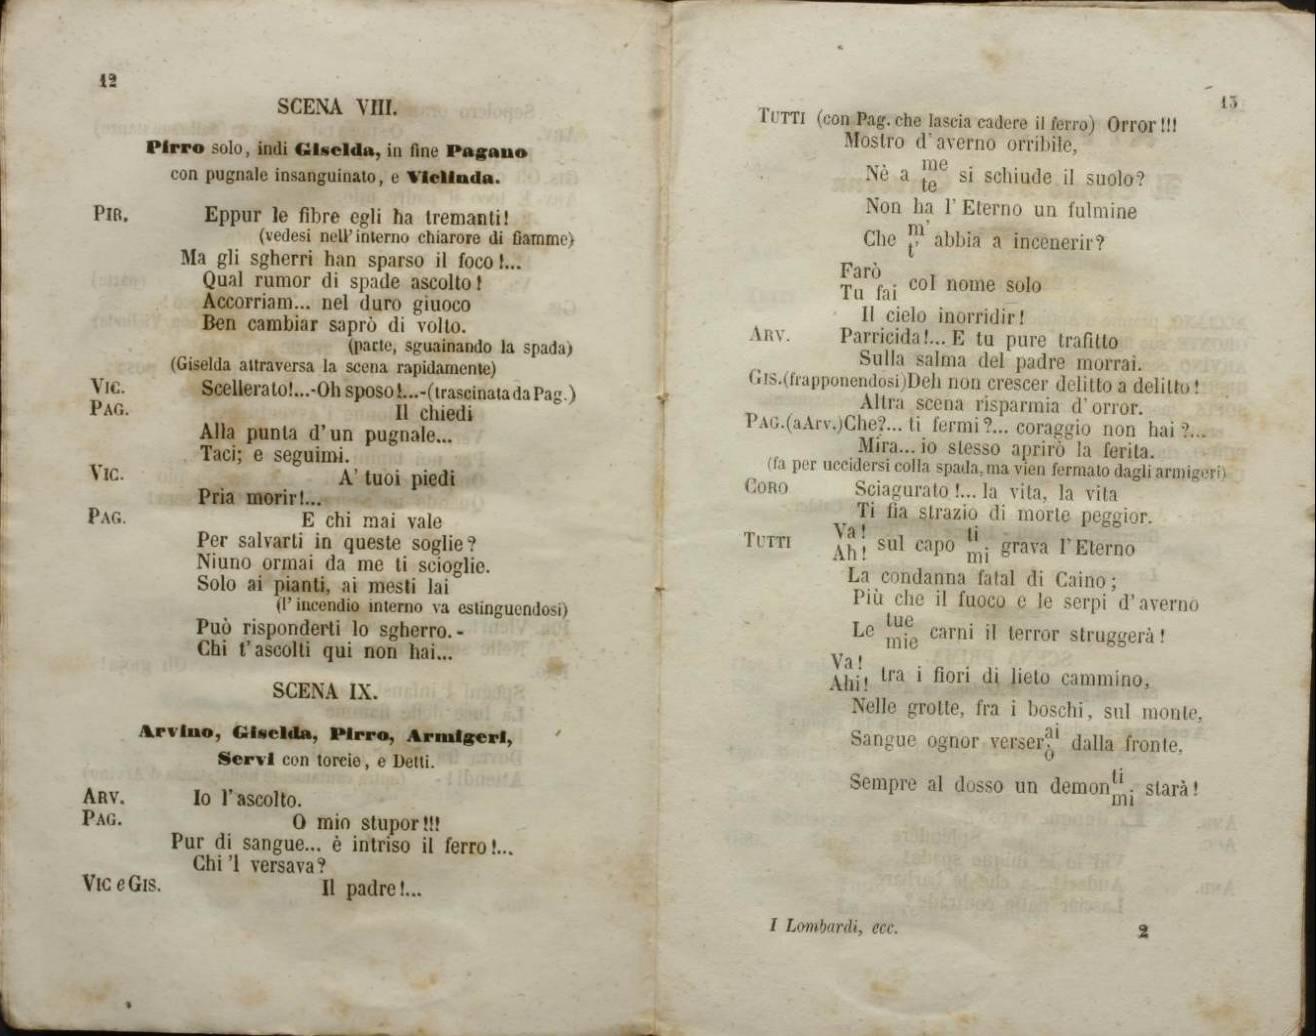 12
SCENA VIII.
Pirro solo, indi Giselda, in fine Pagano
con pugnale insanguinato, e Viclinda.
PIR. Eppur le fibre egli ha tremanti!
(vedesi nell'interno chiarore di fiamme)
Ma gli sgherri han sparso il foco!...
Qual rumor di spade ascolto!
Accorriam... nel duro giuoco
Ben cambiar saprò di volto.
(parte, sguainando la spada)
(Giselda attraversa la scena rapidamente)
VIC. Scellerato!...-Oh sposo!...-(trascinata da Pag.)
PAG. Il chiedi
Alla punta d'un pugnale...
Taci; e seguimi.
VIC. A' tuoi piedi
Pria morir!...
PAG. E chi mai vale
Per salvarti in queste soglie?
Niuno ormai da me ti scioglie.
Solo ai pianti, ai mesti lai
(l'incendio interno va estinguendosi)
Può risponderti lo sgherro.-
Chi t'ascolti qui non hai...
SCENA IX.
Arvino, Giselda, Pirro, Armigeri,
Servi con torcie, e Detti.
ARV. Io l'ascolto.
PAG. O mio stupor!!!
Pur di sangue... è intriso il ferro!...
Chi 'l versava?
VIC e GIS. Il padre!...
13
TUTTI (con Pag. che lascia cadere il ferro) Orror!!!
Mostro d'averno orribile,
Nè a me te si schiude il suolo?
Non ha l'Eterno un fulmine
Che m' t' abbia a incenerir?
Farò Tu fai col nome solo
Il cielo inorridir!
ARV. Parricida!... E tu pure trafitto
Sulla salma del padre morrai.
GIS. (frapponendosi) Deh non crescer delitto a delitto!
Altra scena risparmia d'orror.
PAG. (a Arv.) Che?... ti fermi?... coraggio non hai?...
Mira... io stesso aprirò la ferita.
(fa per uccidersi colla spada, ma vien fermato dagli armigeri)
CORO Sciagurato!... la vita, la vita
Ti fia strazio di morte peggior.
TUTTI Va! Ah! sul capo ti mi grava l'Eterno
La condanna fatal di Caino;
Più che il fuoco e le serpi d'averno
Le tue mie carni il terror struggerà!
Va! Ahi! tra i fiori di lieto cammino,
Nelle grotte, fra i boschi, sul monte,
Sangue ognor verserai ò dalla fronte,
Sempre al dosso un demon ti mi starà!
I Lombardi, ecc. 2